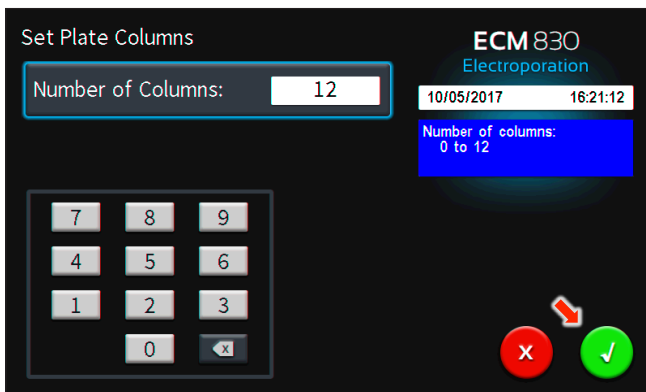 Set Plate Columns
Number of Columns: 12
ECM 830
Electroporation
10/05/2017 16:21:12
Number of columns:
0 to 12
7 8 9
4 5 6
1 2 3
0 x
x √